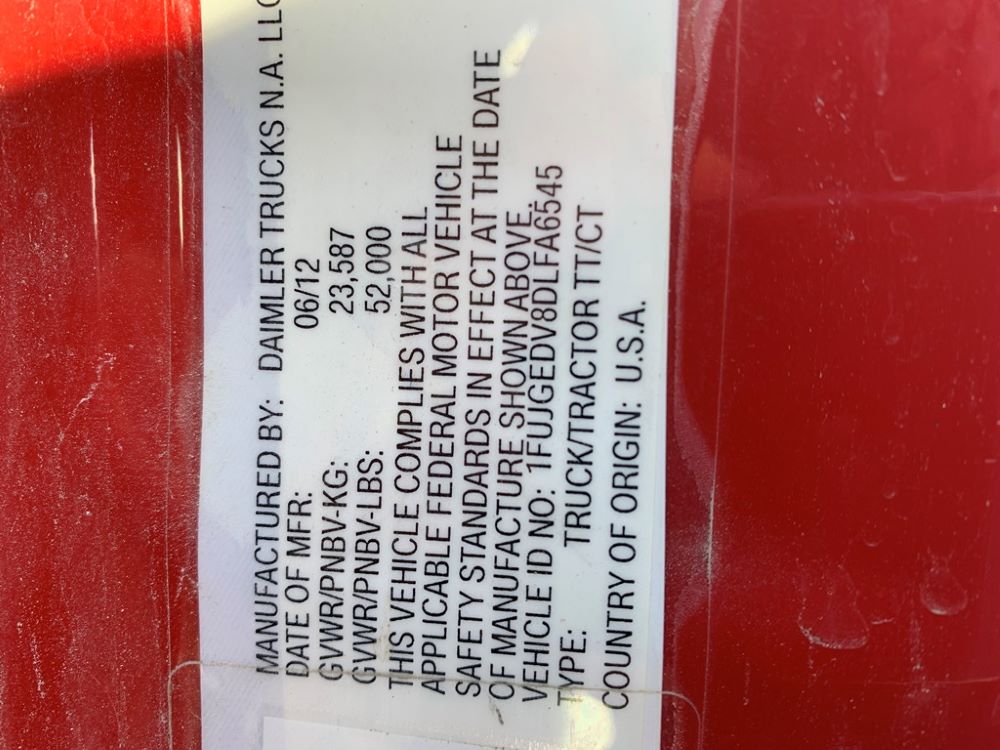 MANUFACTURED BY: DAIMLER TRUCKS N.A. LLC
DATE OF MFR: 06/12
GVWR/PNBV-KG: 23,587
GVWR/PNBV-LBS: 52,000
THIS VEHICLE COMPLIES WITH ALL
APPLICABLE FEDERAL MOTOR VEHICLE
SAFETY STANDARDS IN EFFECT AT THE DATE
OF MANUFACTURE SHOWN ABOVE.
VEHICLE ID NO: 1FUJGEDV8DLFA6545
TYPE: TRUCK/TRACTOR TT/CT
COUNTRY OF ORIGIN: U.S.A.